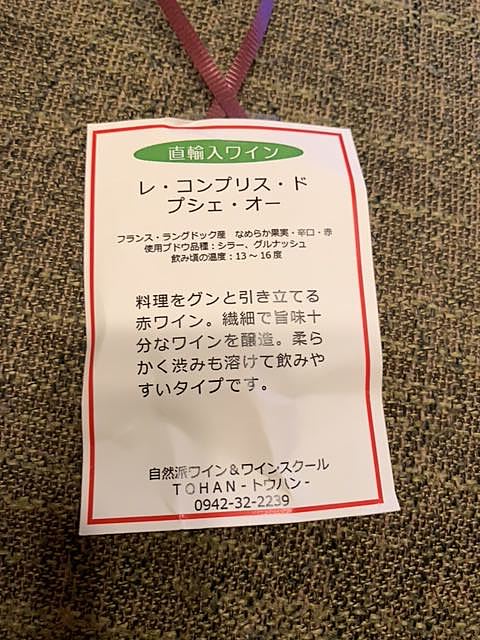 直輸入ワイン
レ・コンプリス・ド
プシェ・オー
フランス・ラングドック産　なめらか果実・辛口・赤
使用ブドウ品種：シラー、グルナッシュ
飲み頃の温度：13～16度
料理をグンと引き立てる
赤ワイン。繊細で旨味十
分なワインを醸造。柔ら
かく渋みも溶けて飲みや
すいタイプです。
自然派ワイン＆ワインスクール
TOHAN-トウハン-
0942-32-2239